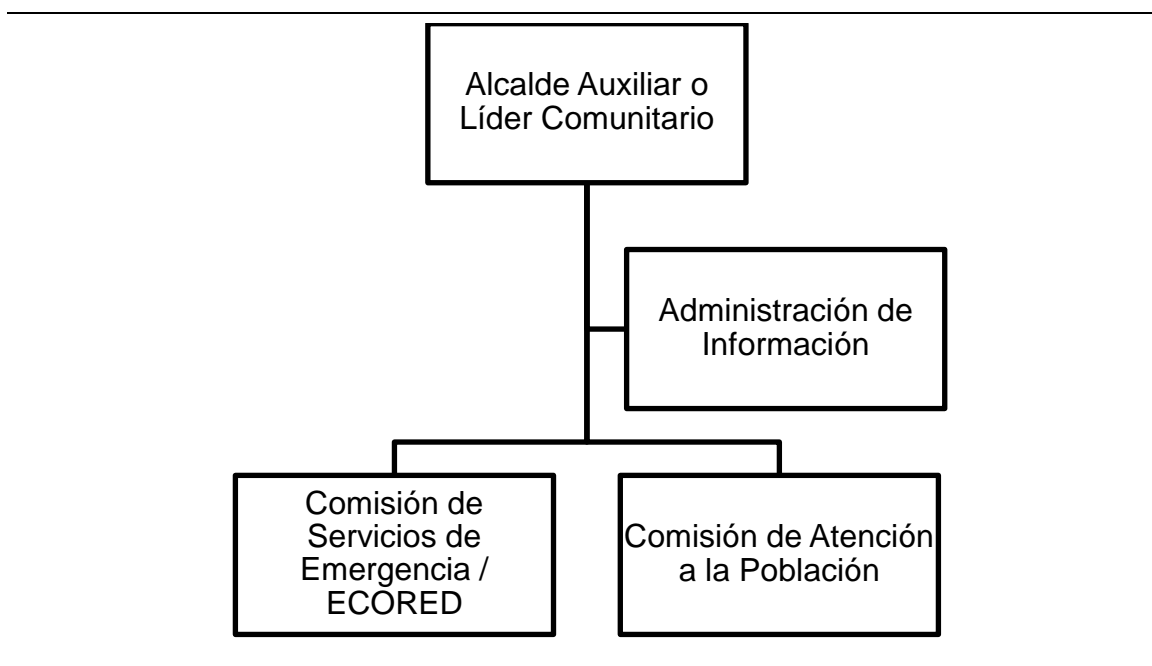 Alcalde Auxiliar o
Líder Comunitario
Administración de
Información
Comisión de
Servicios de
Emergencia /
ECORED
Comisión de Atención
a la Población